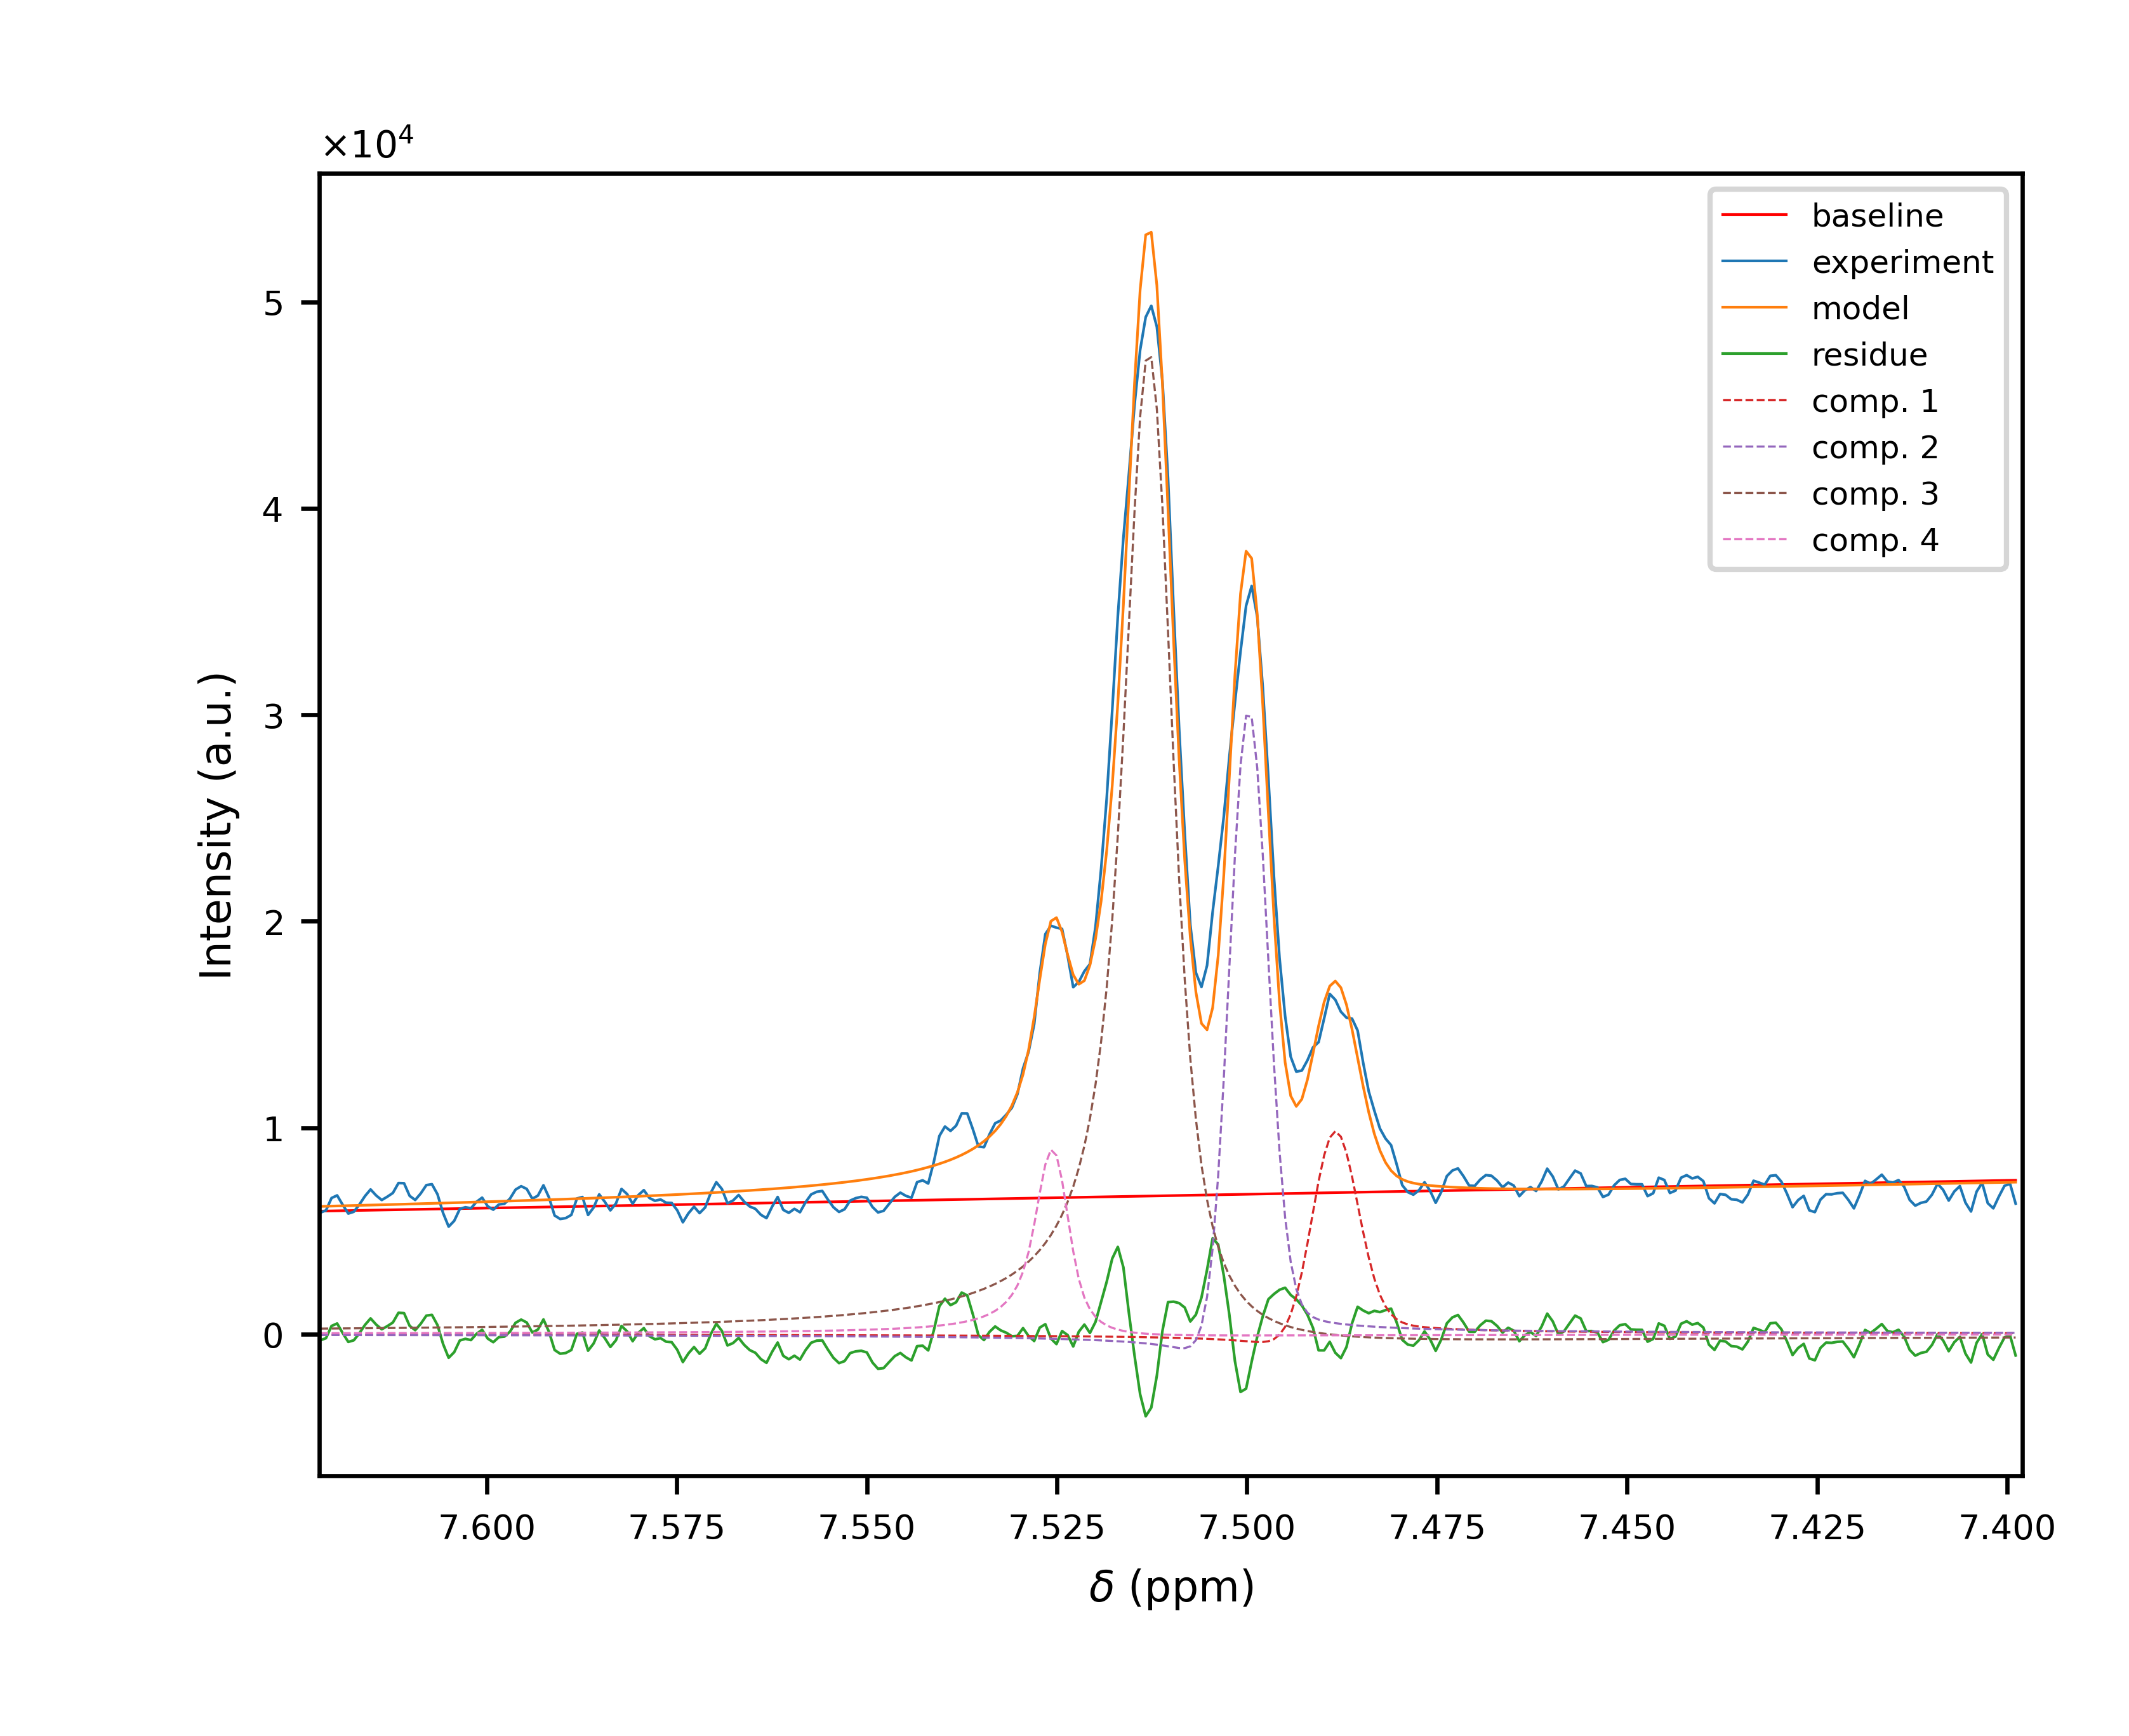 ×10⁴
5
4
3
2
1
0
Intensity (a.u.)
baseline
experiment
model
residue
comp. 1
comp. 2
comp. 3
comp. 4
7.600 7.575 7.550 7.525 7.500 7.475 7.450 7.425 7.400
δ (ppm)